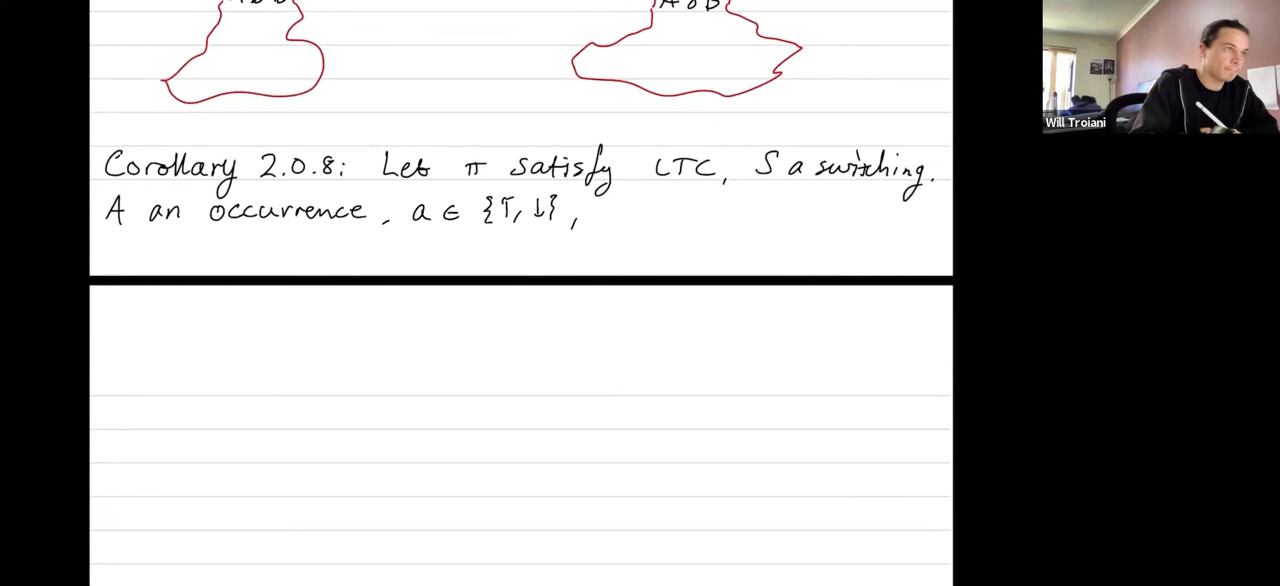 A ⊗ B
Will Troiani
Corollary 2.0.8: Let π satisfy LTC, S a switching.
A an occurrence, a ∈ {↑, ↓},